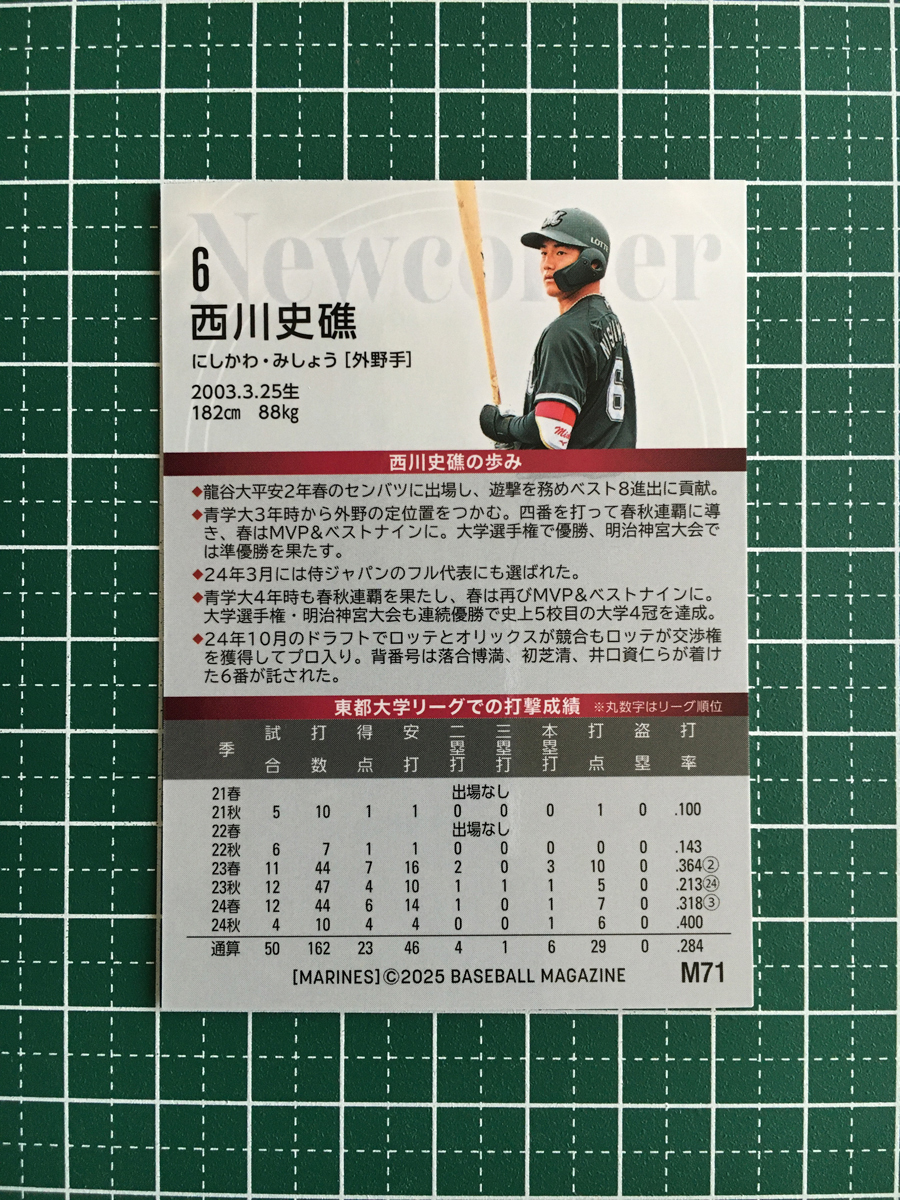 Newcomer
6
西川史礁
にしかわ・みしょう[外野手]
2003.3.25生
182㎝ 88㎏
LOTTE
6
西川史礁の歩み
◆龍谷大平安2年春のセンバツに出場し、遊撃を務めベスト8進出に貢献。
◆青学大3年時から外野の定位置をつかむ。四番を打って春秋連覇に導
き、春はMVP&ベストナインに。大学選手権で優勝、明治神宮大会で
は準優勝を果たす。
◆24年3月には侍ジャパンのフル代表にも選ばれた。
◆青学大4年時も春秋連覇を果たし、春は再びMVP&ベストナインに。
大学選手権・明治神宮大会も連続優勝で史上5校目の大学4冠を達成。
◆24年10月のドラフトでロッテとオリックスが競合もロッテが交渉権
を獲得してプロ入り。背番号は落合博満、初芝清、井口資仁らが着け
た6番が託された。
東都大学リーグでの打撃成績 ※丸数字はリーグ順位
季 試合 打数 得点 安打 二塁打 三塁打 本塁打 打点 盗塁 打率
21春 出場なし
21秋 5 10 1 1 0 0 0 1 0 .100
22春 出場なし
22秋 6 7 1 1 0 0 0 0 0 .143
23春 11 44 7 16 2 0 3 10 0 .364②
23秋 12 47 4 10 1 1 1 5 0 .213㉔
24春 12 44 6 14 1 0 1 7 0 .318③
24秋 4 10 4 4 0 0 1 6 0 .400
通算 50 162 23 46 4 1 6 29 0 .284
[MARINES]©2025 BASEBALL MAGAZINE
M71